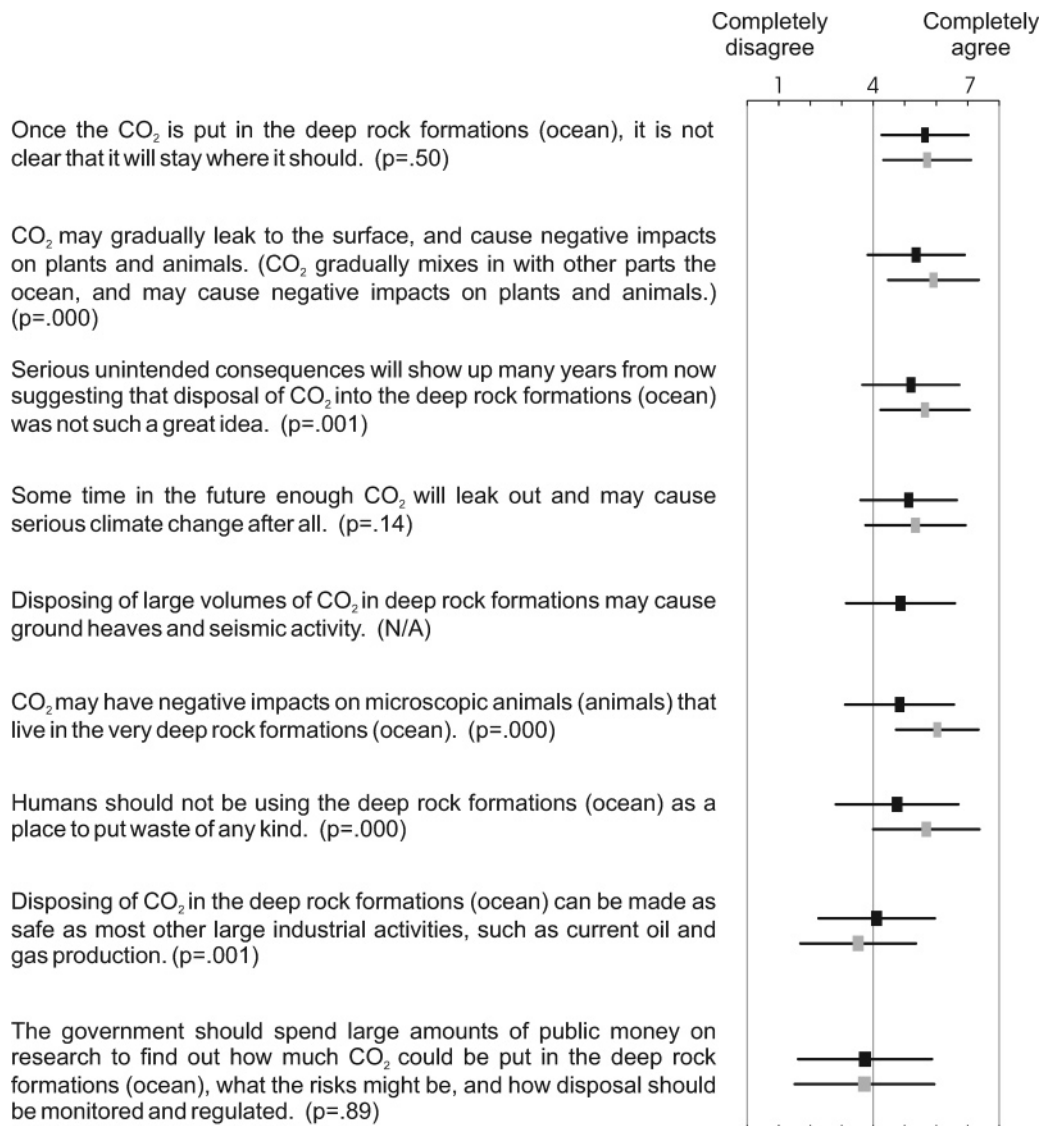 Completely disagree
Completely agree
1 4 7
Once the CO₂ is put in the deep rock formations (ocean), it is not
clear that it will stay where it should. (p=.50)
CO₂ may gradually leak to the surface, and cause negative impacts
on plants and animals. (CO₂ gradually mixes in with other parts the
ocean, and may cause negative impacts on plants and animals.)
(p=.000)
Serious unintended consequences will show up many years from now
suggesting that disposal of CO₂ into the deep rock formations (ocean)
was not such a great idea. (p=.001)
Some time in the future enough CO₂ will leak out and may cause
serious climate change after all. (p=.14)
Disposing of large volumes of CO₂ in deep rock formations may cause
ground heaves and seismic activity. (N/A)
CO₂ may have negative impacts on microscopic animals (animals) that
live in the very deep rock formations (ocean). (p=.000)
Humans should not be using the deep rock formations (ocean) as a
place to put waste of any kind. (p=.000)
Disposing of CO₂ in the deep rock formations (ocean) can be made as
safe as most other large industrial activities, such as current oil and
gas production. (p=.001)
The government should spend large amounts of public money on
research to find out how much CO₂ could be put in the deep rock
formations (ocean), what the risks might be, and how disposal should
be monitored and regulated. (p=.89)